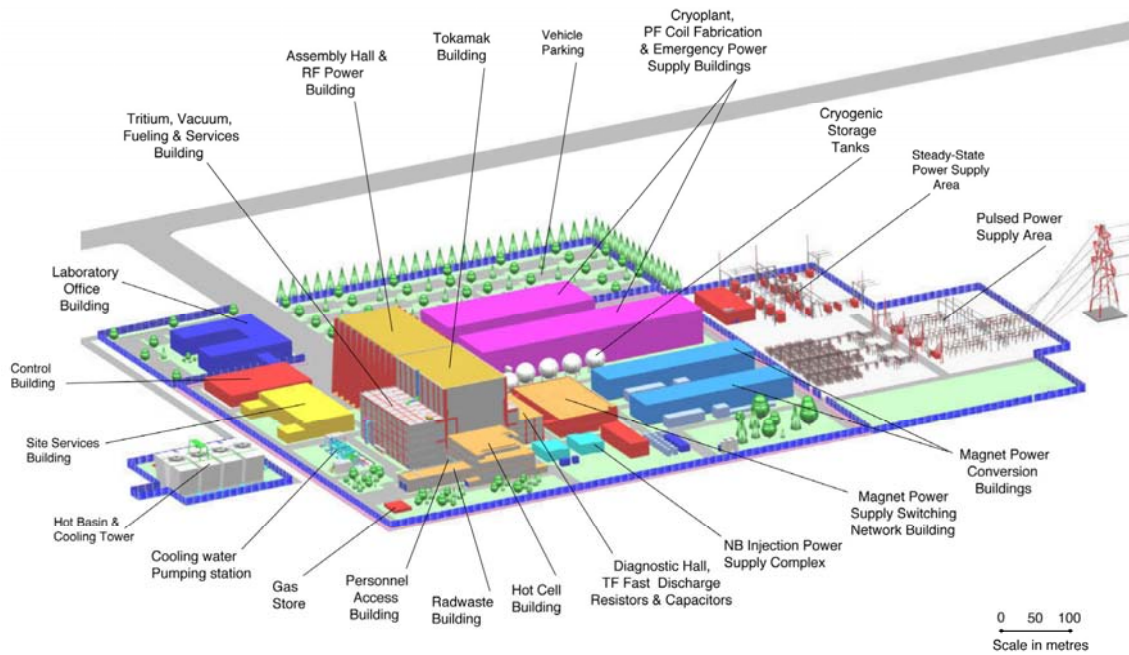 Cryoplant,
PF Coil Fabrication
& Emergency Power
Supply Buildings
Vehicle
Parking
Tokamak
Building
Assembly Hall &
RF Power
Building
Tritium, Vacuum,
Fueling & Services
Building
Cryogenic
Storage
Tanks
Steady-State
Power Supply
Area
Pulsed Power
Supply Area
Laboratory
Office
Building
Control
Building
Site Services
Building
Hot Basin &
Cooling Tower
Cooling water
Pumping station
Gas
Store
Personnel
Access
Building
Radwaste
Building
Hot Cell
Building
Diagnostic Hall,
TF Fast Discharge
Resistors & Capacitors
NB Injection Power
Supply Complex
Magnet Power
Supply Switching
Network Building
Magnet Power
Conversion
Buildings
0 50 100
Scale in metres